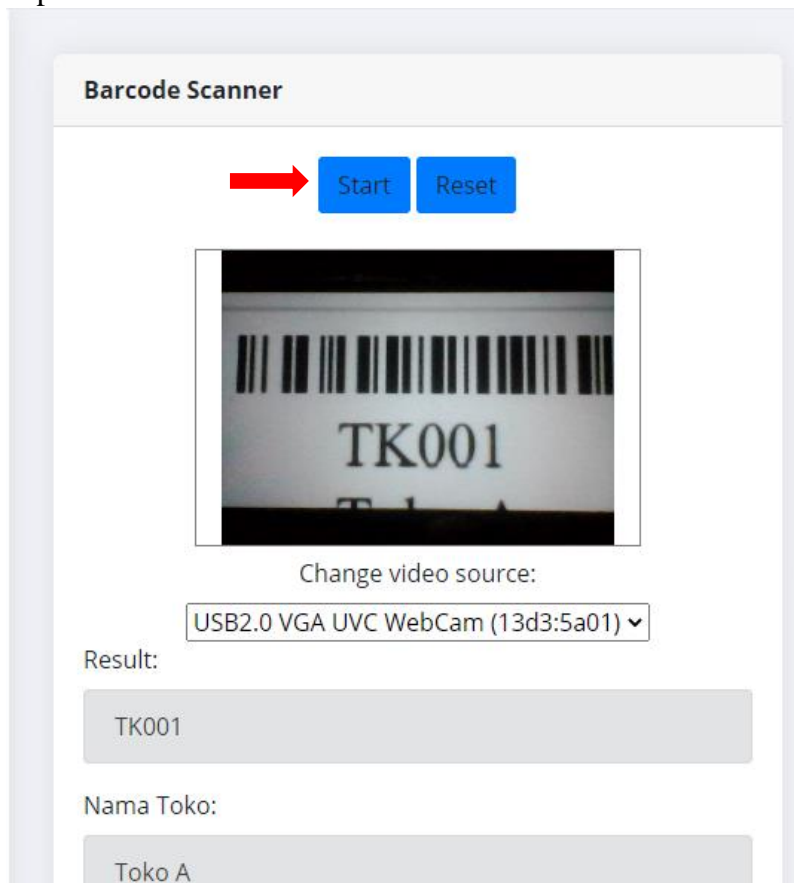 Barcode Scanner
Start Reset
TK001
Change video source:
USB2.0 VGA UVC WebCam (13d3:5a01)
Result:
TK001
Nama Toko:
Toko A